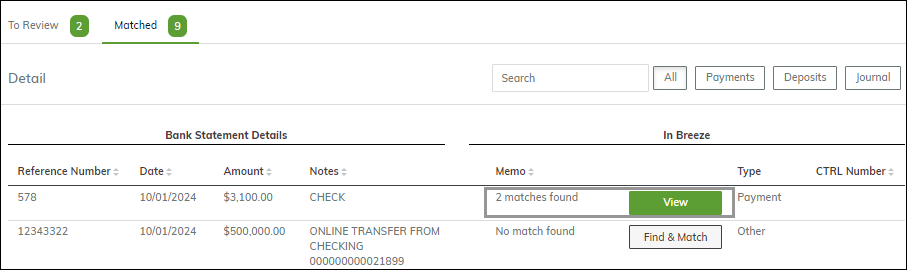 To Review 2 Matched 9
Detail Search All Payments Deposits Journal
Bank Statement Details In Breeze
Reference Number Date Amount Notes Memo Type CTRL Number
578 10/01/2024 $3,100.00 CHECK 2 matches found View Payment
12343322 10/01/2024 $500,000.00 ONLINE TRANSFER FROM No match found Find & Match Other
CHECKING
000000000021899